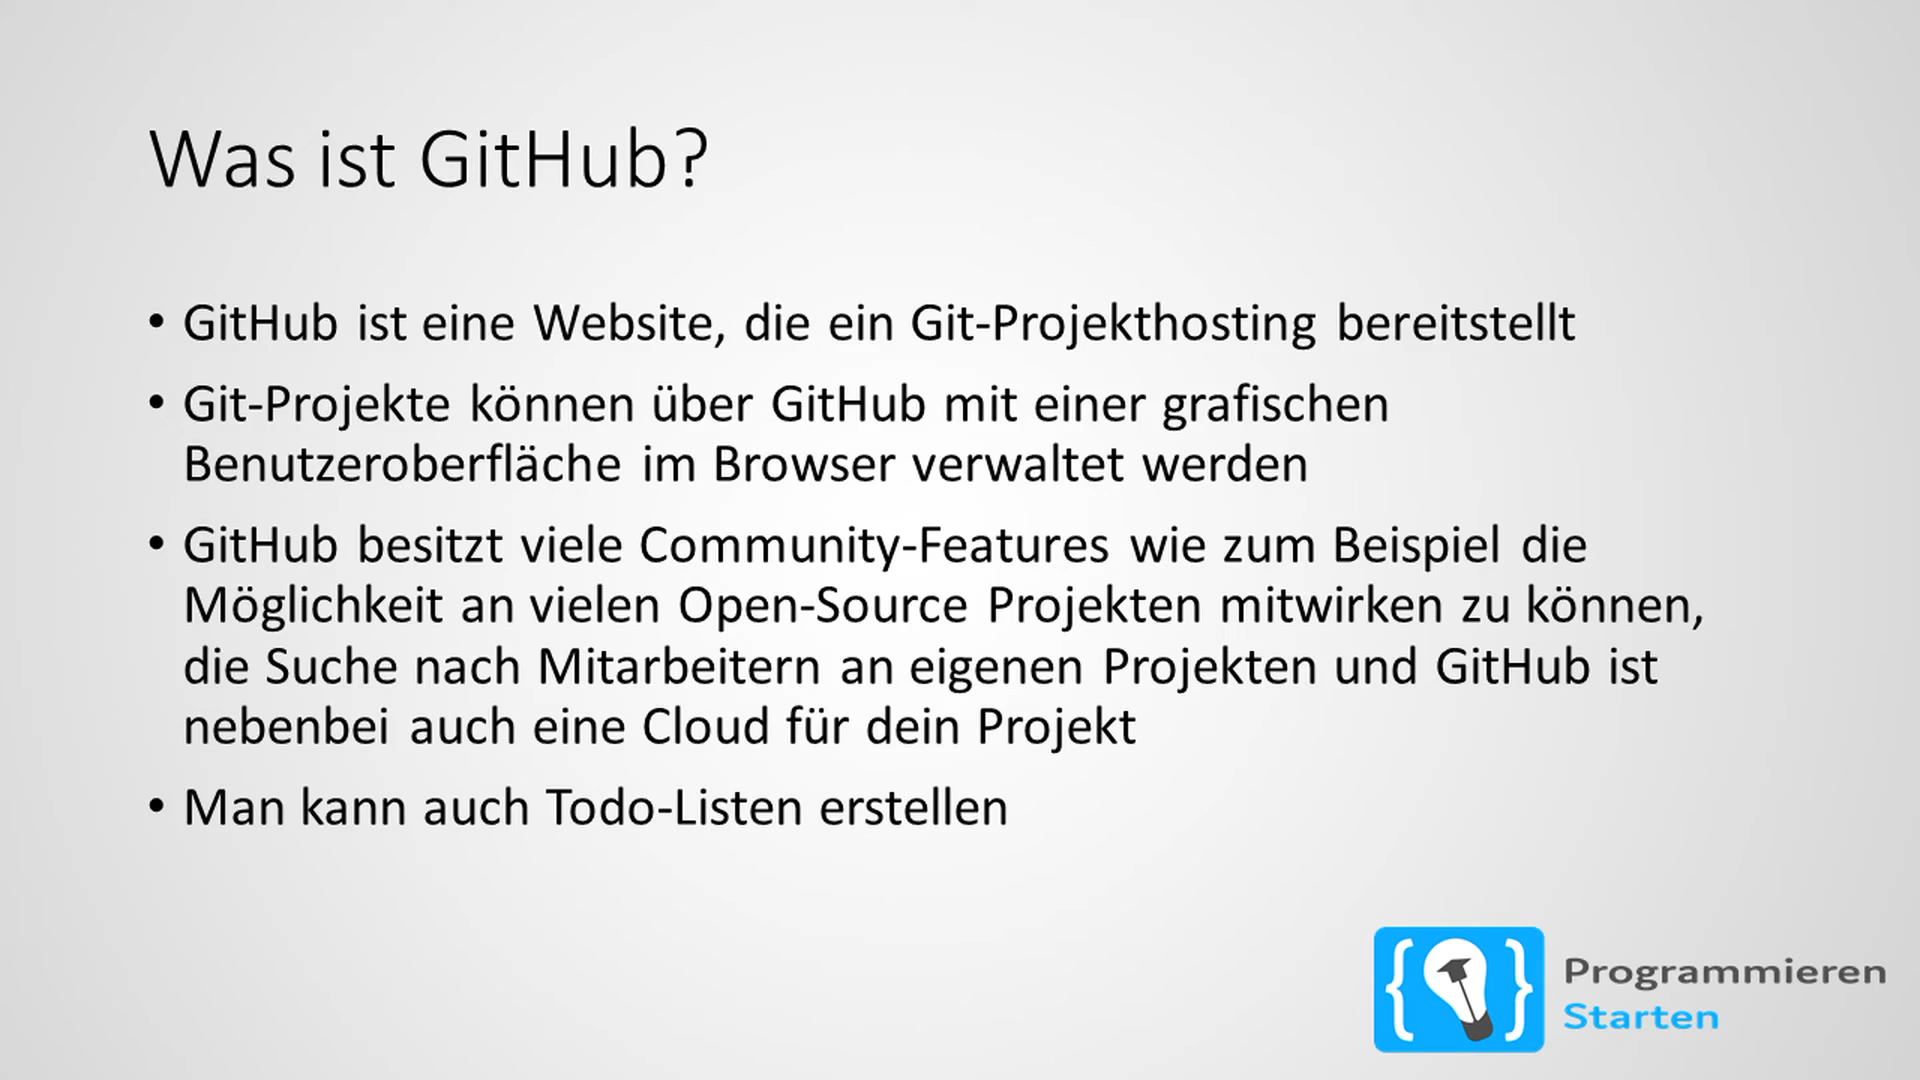 Was ist GitHub?
• GitHub ist eine Website, die ein Git-Projekthosting bereitstellt
• Git-Projekte können über GitHub mit einer grafischen
Benutzeroberfläche im Browser verwaltet werden
• GitHub besitzt viele Community-Features wie zum Beispiel die
Möglichkeit an vielen Open-Source Projekten mitwirken zu können,
die Suche nach Mitarbeitern an eigenen Projekten und GitHub ist
nebenbei auch eine Cloud für dein Projekt
• Man kann auch Todo-Listen erstellen
Programmieren
Starten